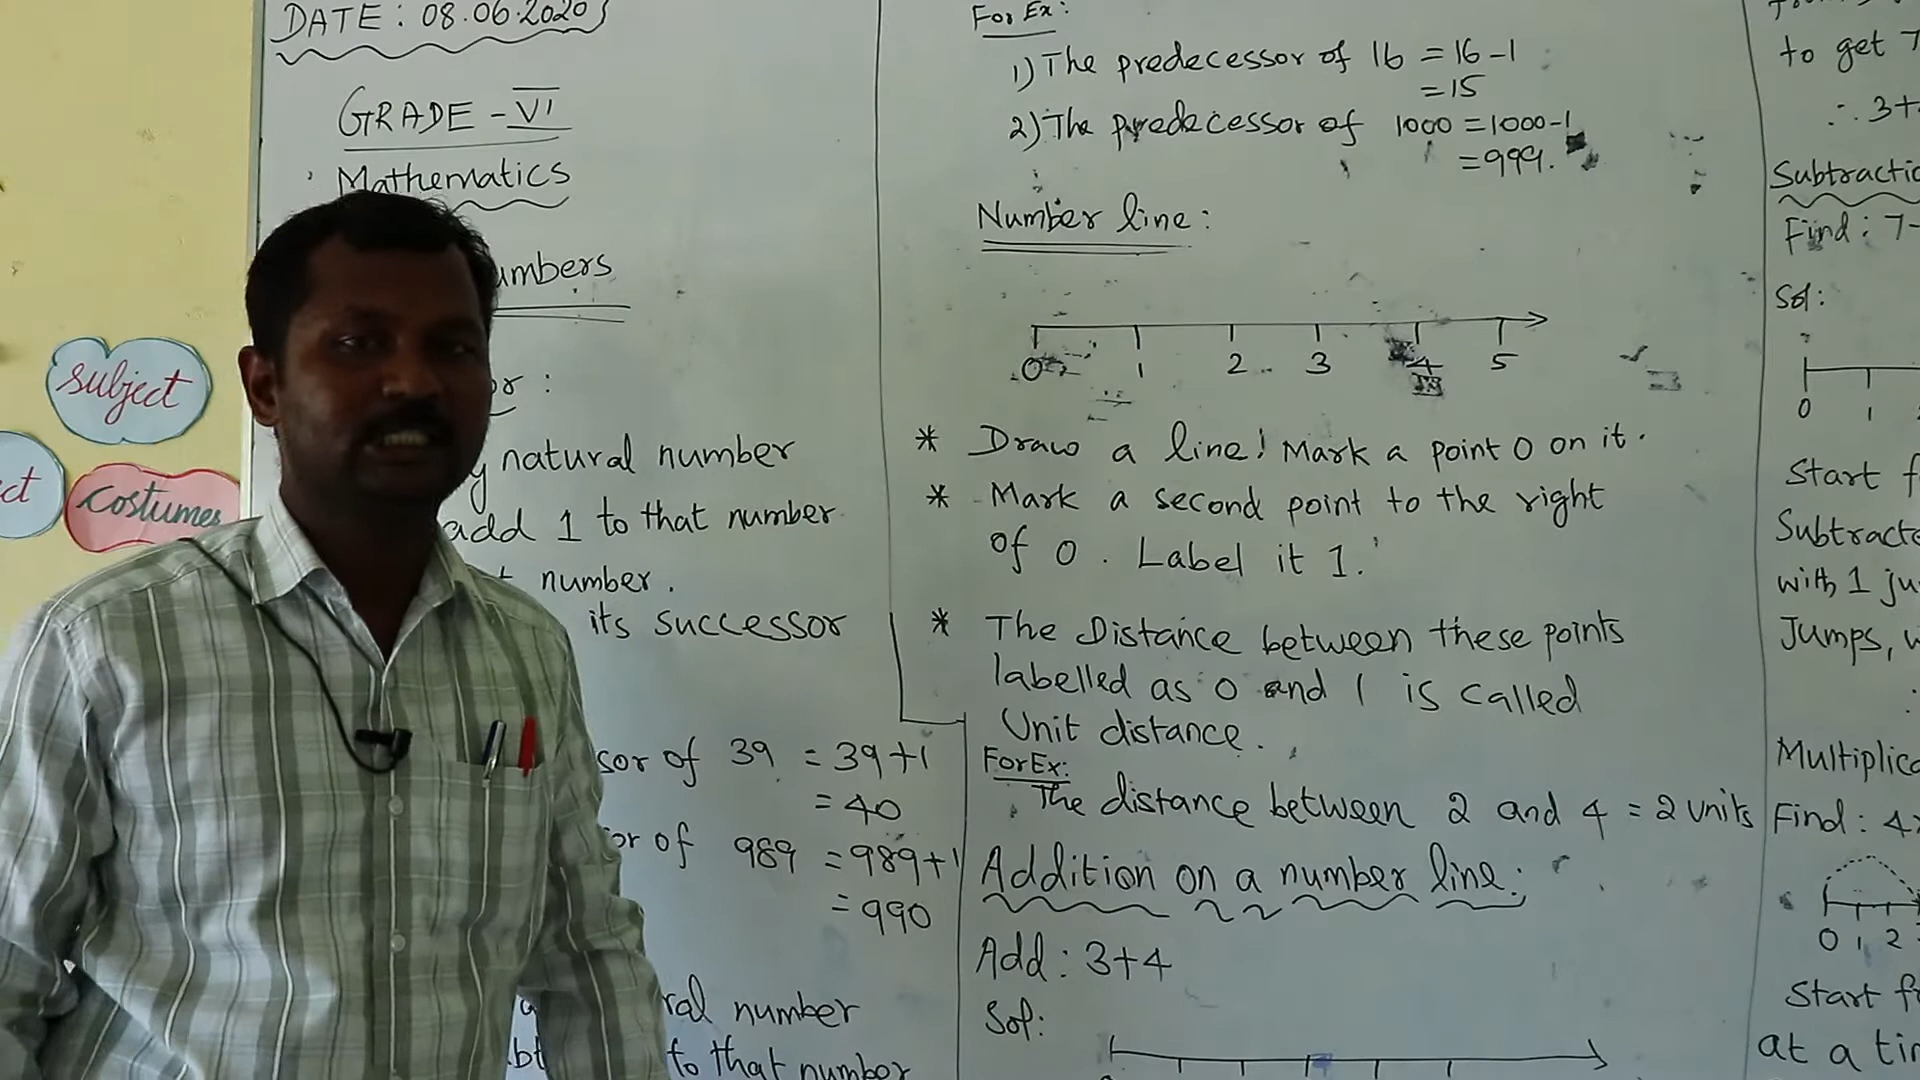 DATE: 08.06.2020
GRADE - VI
Mathematics
umbers
or :
y natural number
add 1 to that number
number.
its successor
sor of 39 = 39+1
= 40
or of 989 = 989+1
= 990
ral number
to that number
subject
ct
costumes
For Ex:
1) The predecessor of 16 = 16-1
= 15
2) The predecessor of 1000 = 1000-1
= 999.
Number line:
0 1 2 3 4 5
* Draw a line! Mark a point 0 on it.
* Mark a second point to the right
of 0. Label it 1.
* The Distance between these points
labelled as 0 and 1 is called
Unit distance.
For Ex:
The distance between 2 and 4 = 2 units
Addition on a number line:
Add: 3+4
Sol:
to get 7
∴ 3+
Subtractio
Find: 7-
Sol:
0 1
Start f
Subtracte
with 1 ju
Jumps, w
Multiplica
Find: 4×
0 1 2
Start f
at a tim